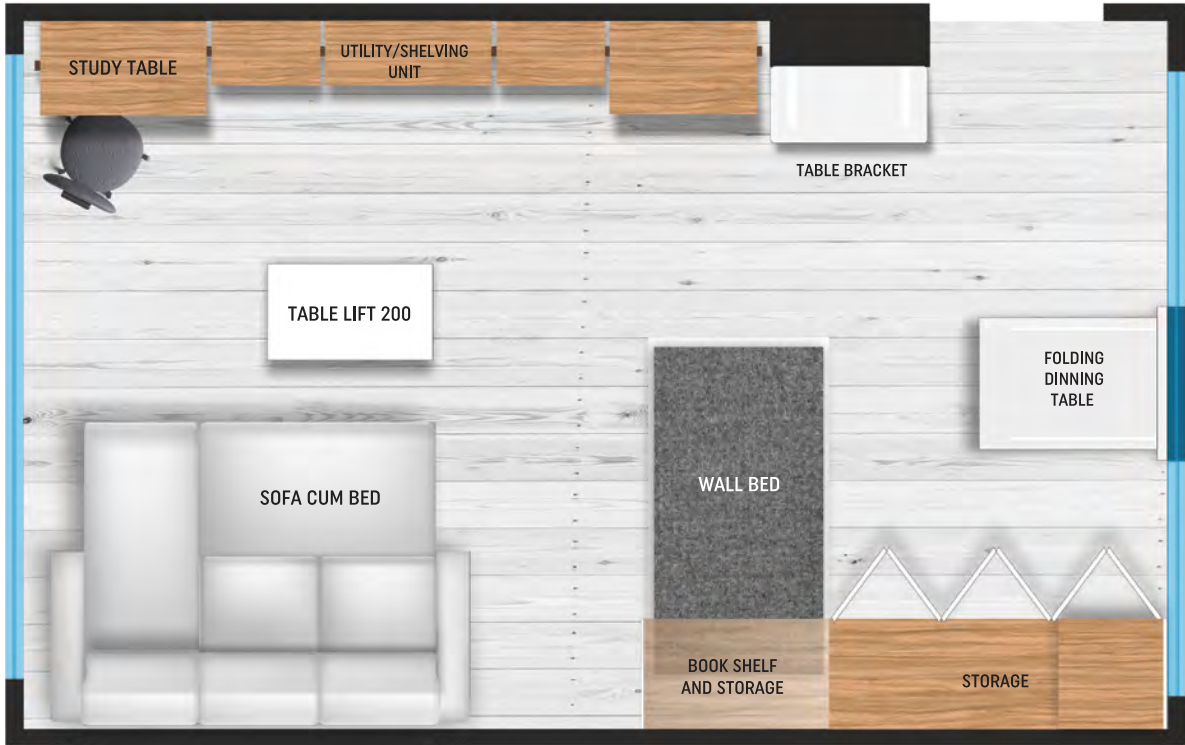 STUDY TABLE
UTILITY/SHELVING
UNIT
TABLE BRACKET
TABLE LIFT 200
FOLDING
DINNING
TABLE
SOFA CUM BED
WALL BED
BOOK SHELF
AND STORAGE
STORAGE